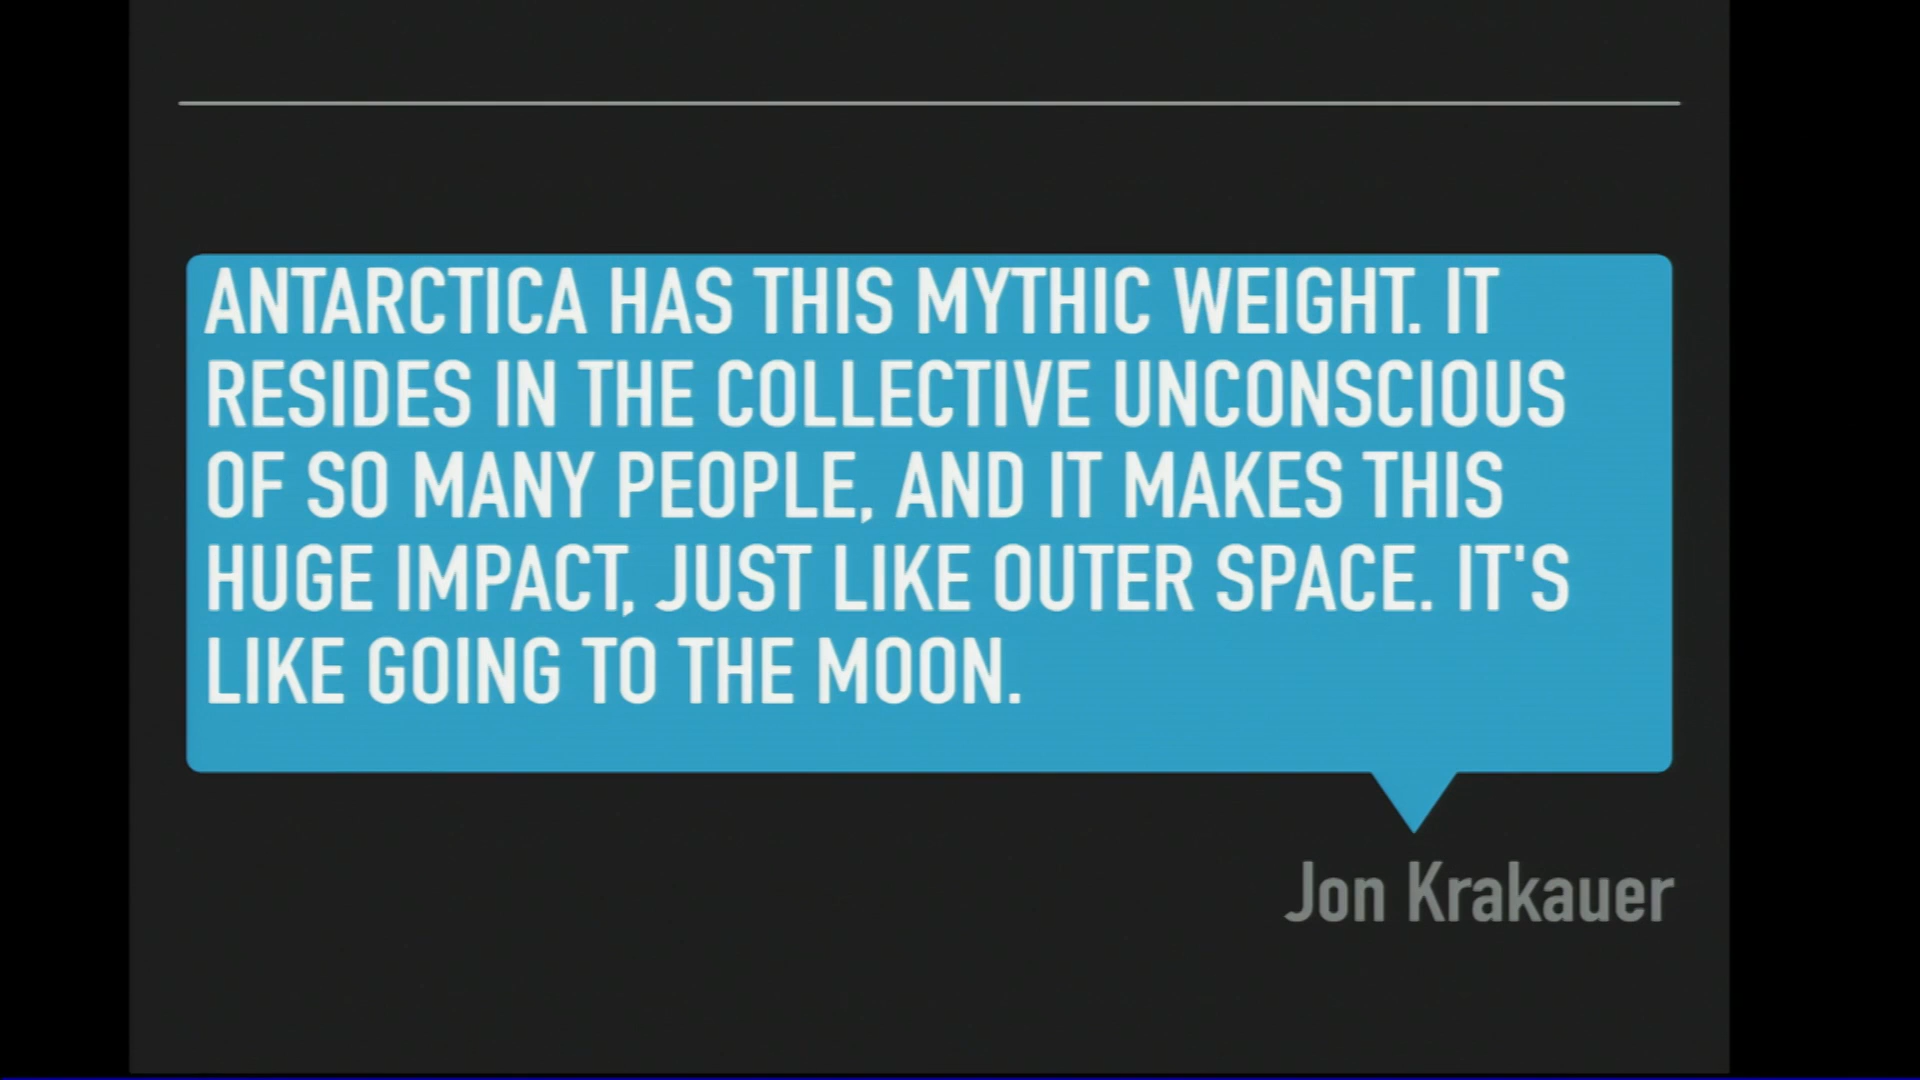 ANTARCTICA HAS THIS MYTHIC WEIGHT. IT
RESIDES IN THE COLLECTIVE UNCONSCIOUS
OF SO MANY PEOPLE, AND IT MAKES THIS
HUGE IMPACT, JUST LIKE OUTER SPACE. IT'S
LIKE GOING TO THE MOON.
Jon Krakauer